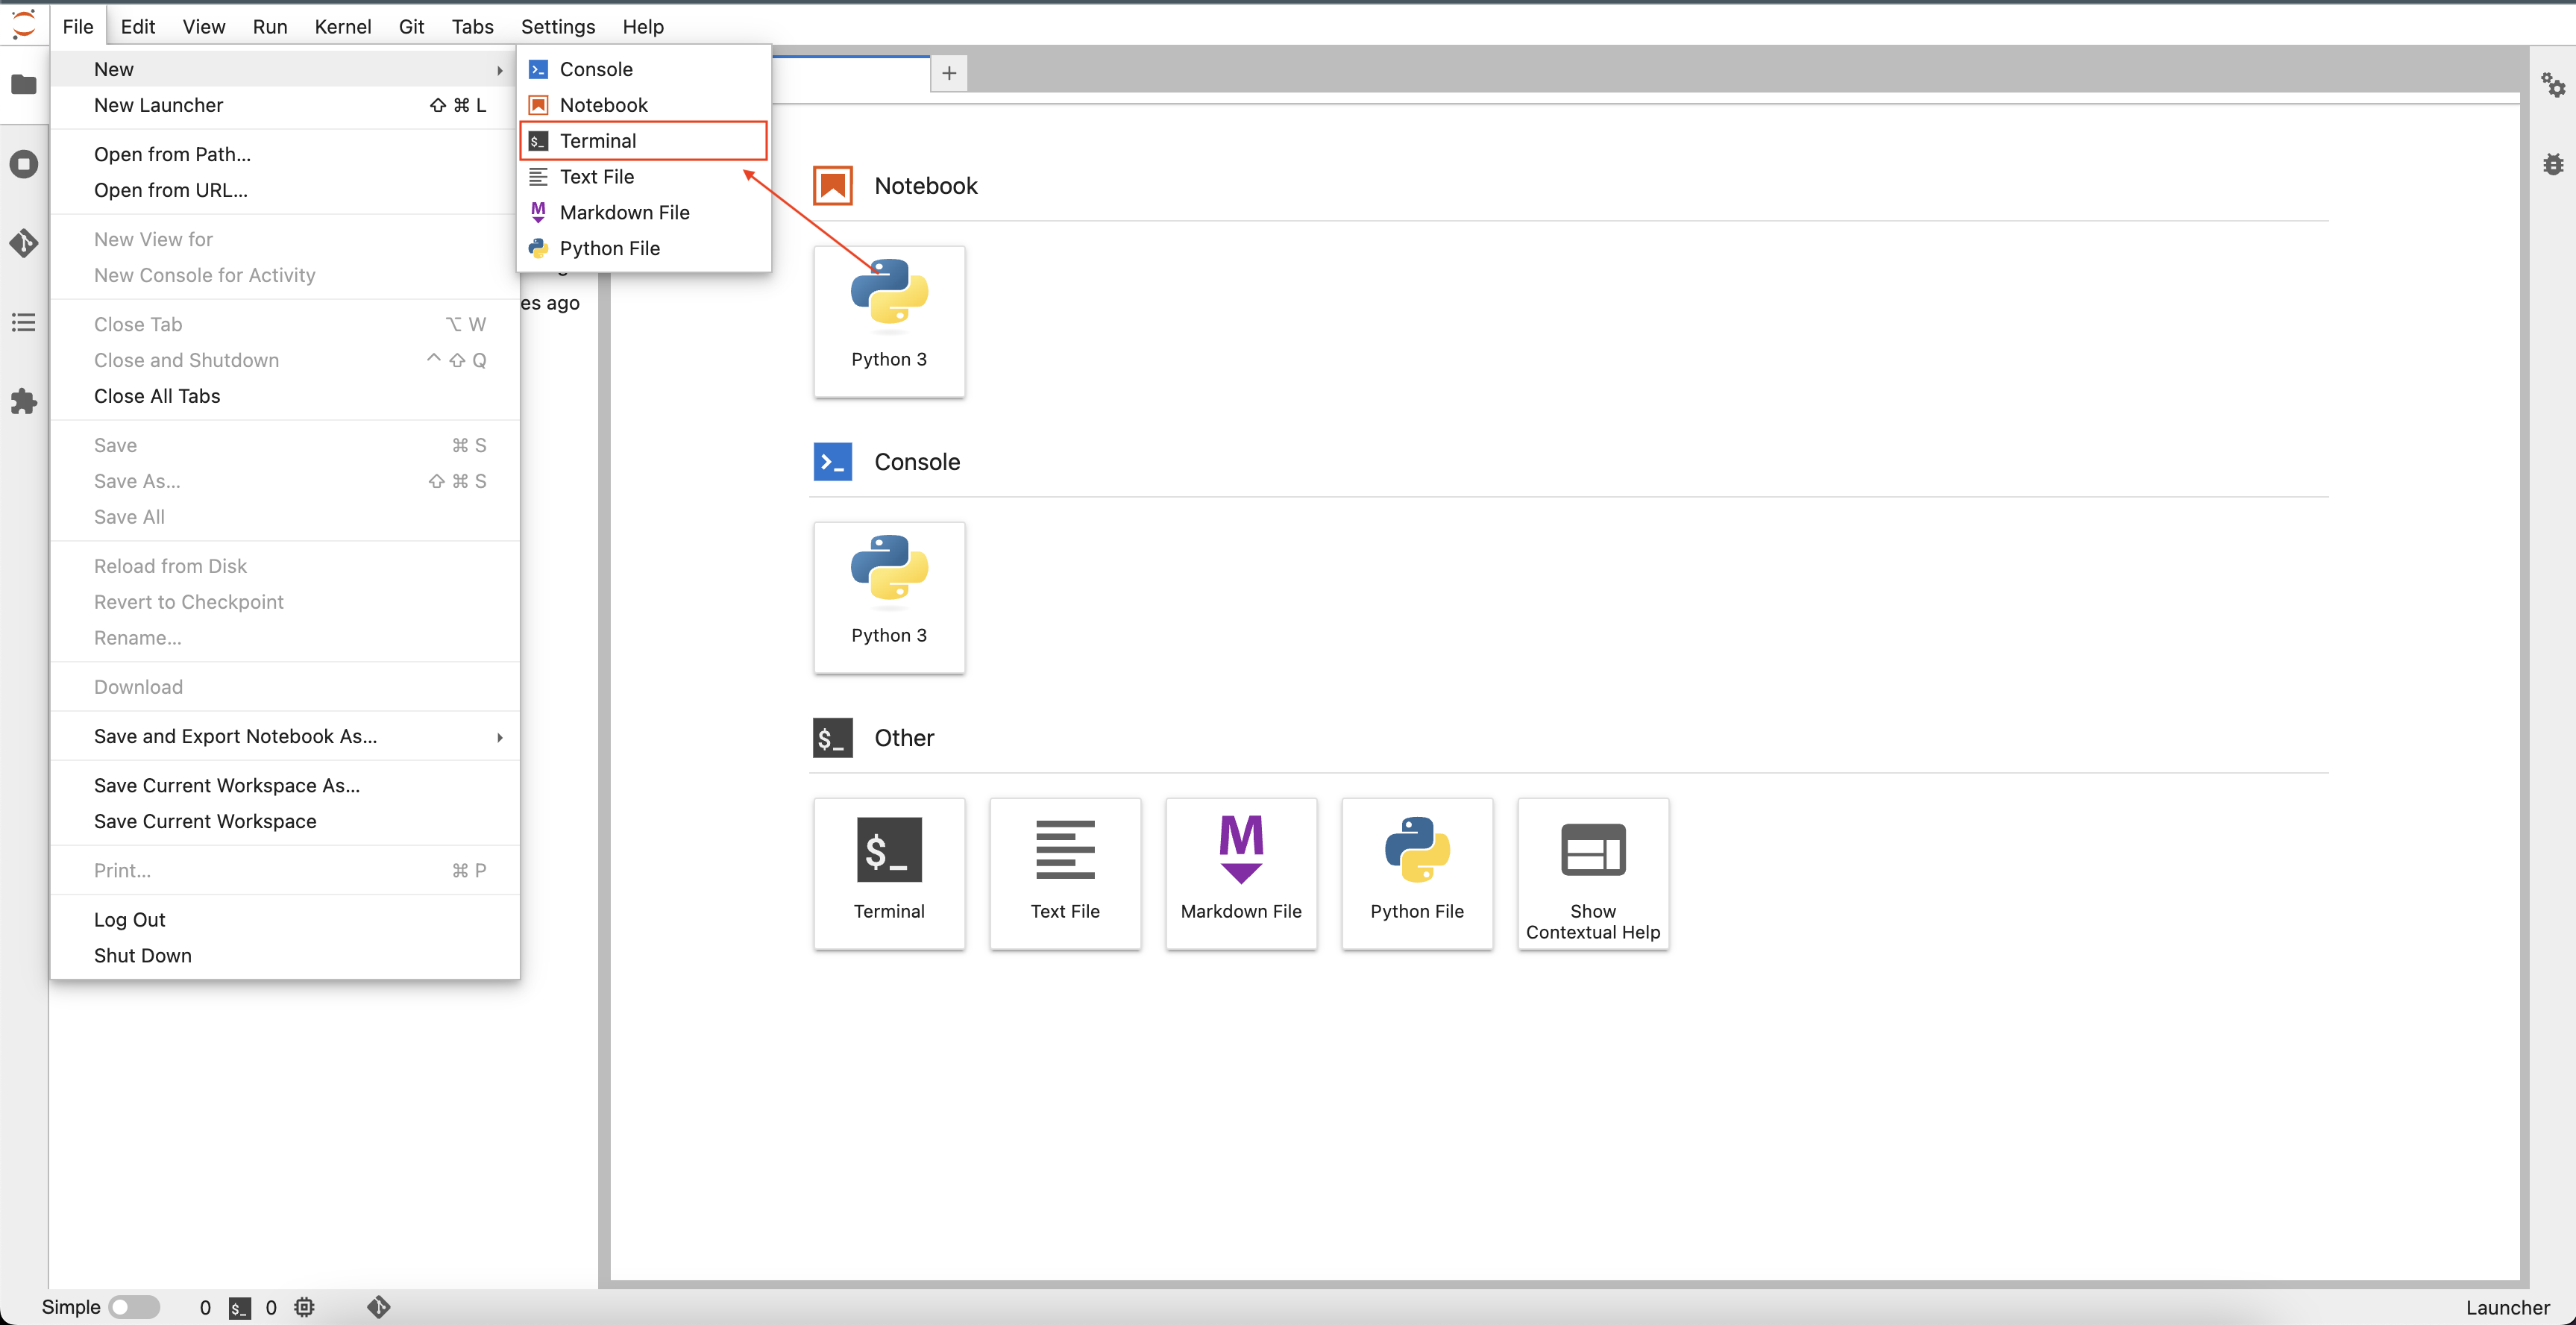 File Edit View Run Kernel Git Tabs Settings Help
New
New Launcher ⇧ ⌘ L
Open from Path...
Open from URL...
New View for
New Console for Activity
Close Tab ⌥ W
Close and Shutdown ^ ⇧ Q
Close All Tabs
Save ⌘ S
Save As... ⇧ ⌘ S
Save All
Reload from Disk
Revert to Checkpoint
Rename...
Download
Save and Export Notebook As...
Save Current Workspace As...
Save Current Workspace
Print... ⌘ P
Log Out
Shut Down
Console
Notebook
$_ Terminal
Text File
M Markdown File
Python File
es ago
+
Notebook
Python 3
>_ Console
Python 3
$_ Other
$_
Terminal
Text File
M
Markdown File
Python File
Show
Contextual Help
Simple 0 $_ 0
Launcher